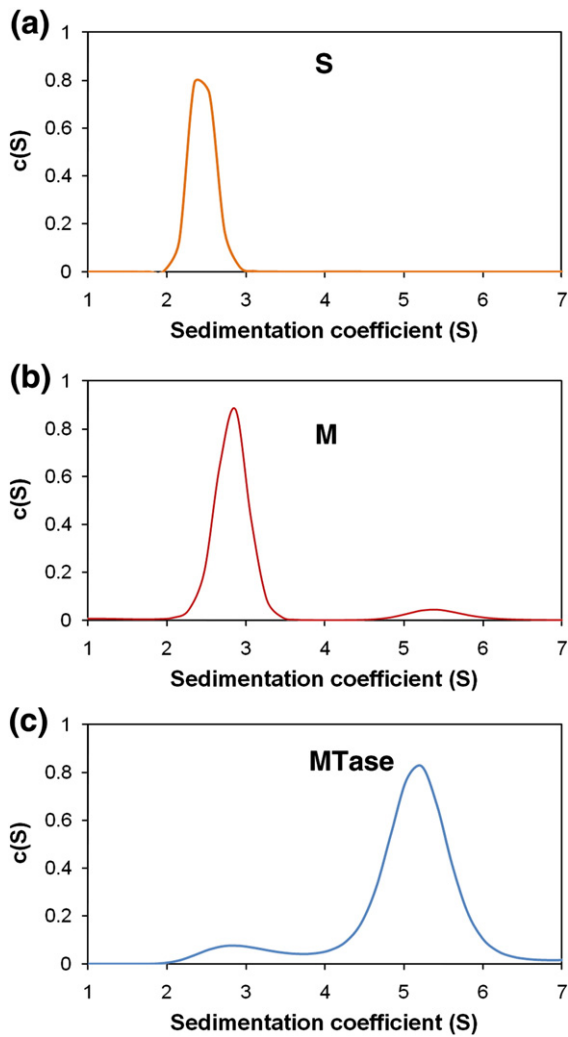 (a)
S
c(S)
1
0.8
0.6
0.4
0.2
0
1 2 3 4 5 6 7
Sedimentation coefficient (S)
(b)
M
c(S)
1
0.8
0.6
0.4
0.2
0
1 2 3 4 5 6 7
Sedimentation coefficient (S)
(c)
MTase
c(S)
1
0.8
0.6
0.4
0.2
0
1 2 3 4 5 6 7
Sedimentation coefficient (S)